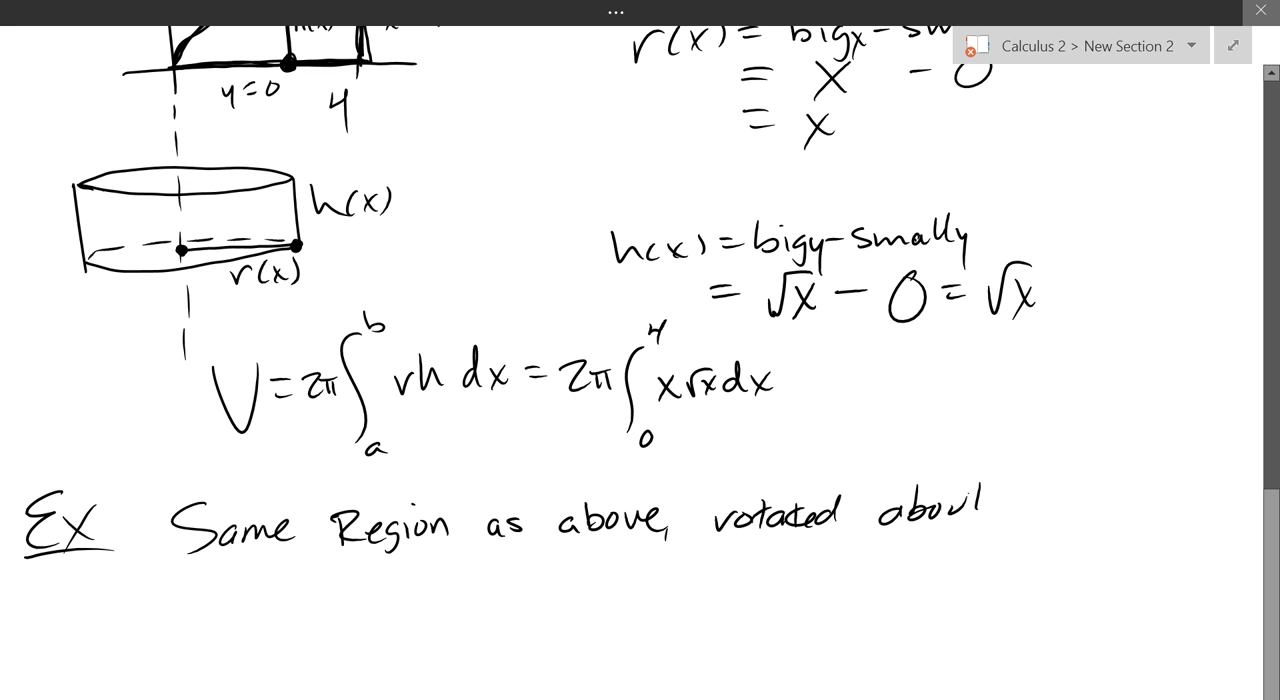 ...
Calculus 2 > New Section 2
r(x) = bigx-sm
= x - 0
= x
y=0
4
h(x)
r(x)
h(x) = bigy-smally
= √x - 0 = √x
V = 2π ∫_a^b rh dx = 2π ∫_0^4 x√x dx
Ex Same Region as above, rotated about